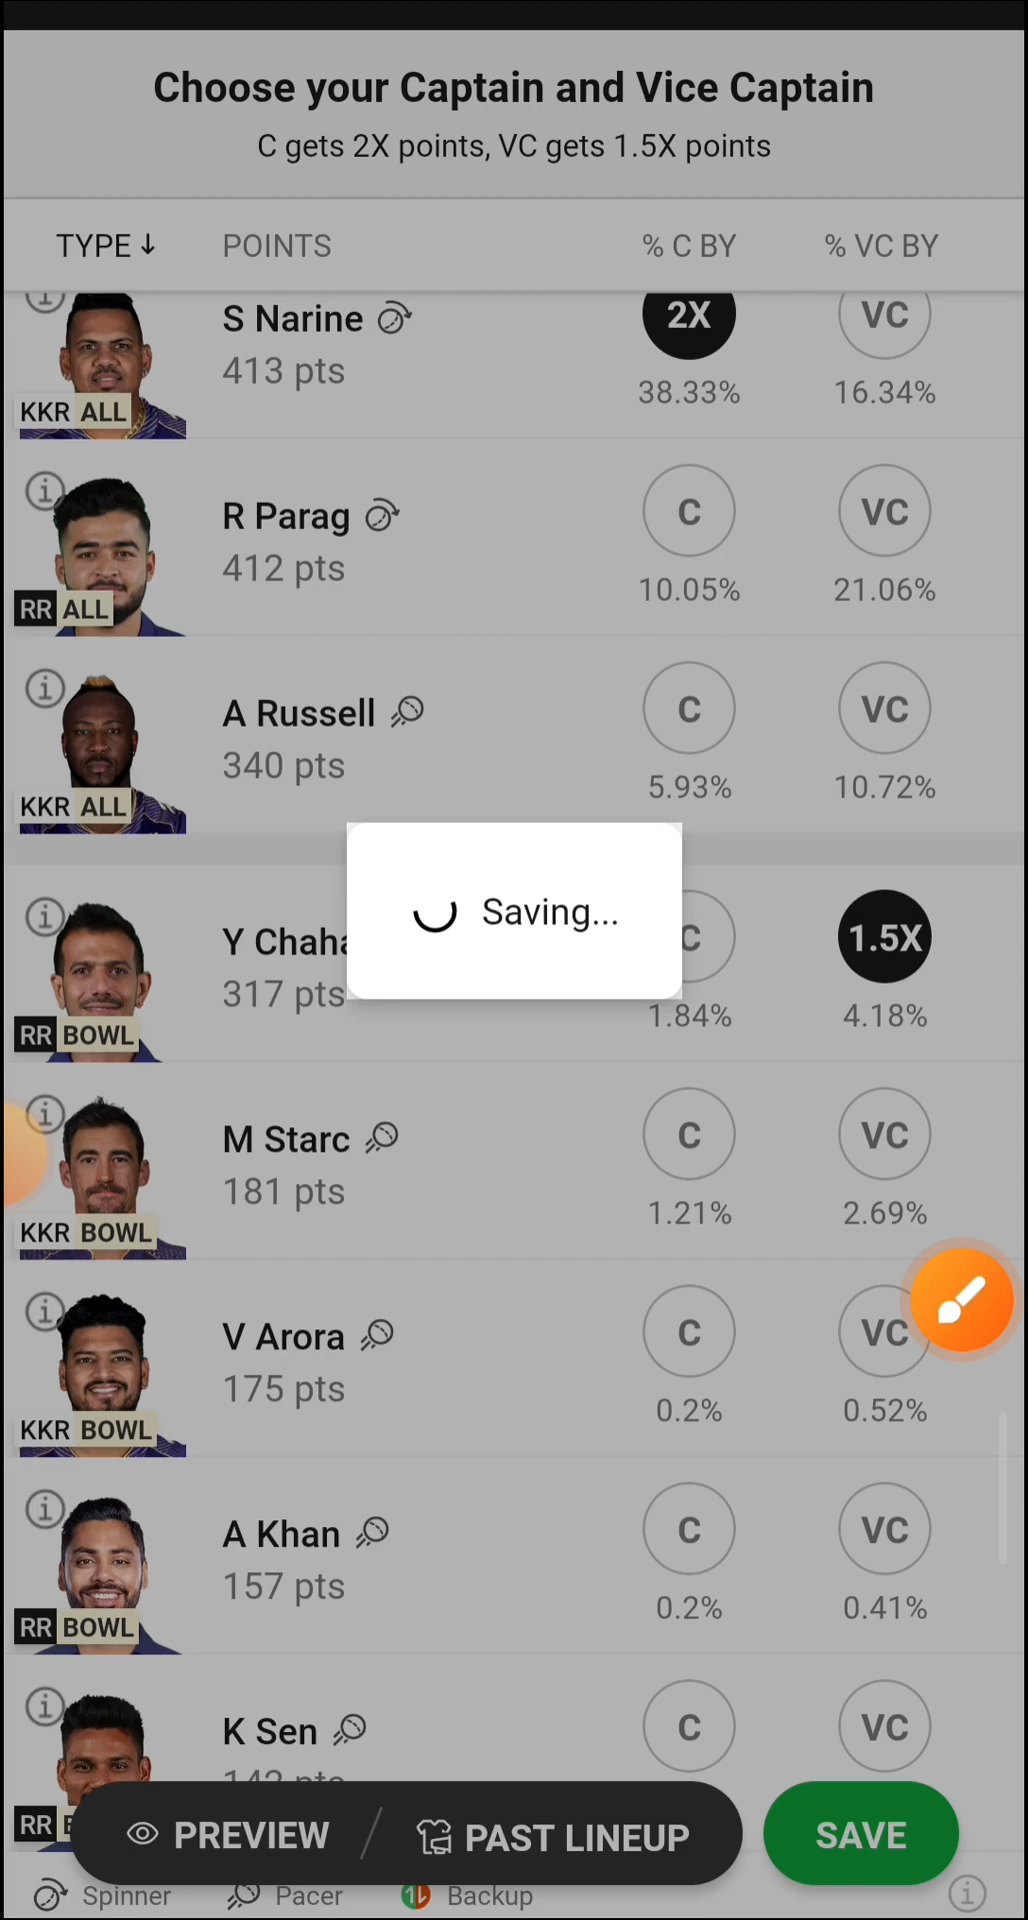 Choose your Captain and Vice Captain
C gets 2X points, VC gets 1.5X points
TYPE ↓ POINTS % C BY % VC BY
S Narine 2X VC
413 pts 38.33% 16.34%
KKR ALL
R Parag C VC
412 pts 10.05% 21.06%
RR ALL
A Russell C VC
340 pts 5.93% 10.72%
KKR ALL
Saving...
Y Chaha C 1.5X
317 pts 1.84% 4.18%
RR BOWL
M Starc C VC
181 pts 1.21% 2.69%
KKR BOWL
V Arora C VC
175 pts 0.2% 0.52%
KKR BOWL
A Khan C VC
157 pts 0.2% 0.41%
RR BOWL
K Sen C VC
142 pts
RR B
PREVIEW / PAST LINEUP SAVE
Spinner Pacer Backup